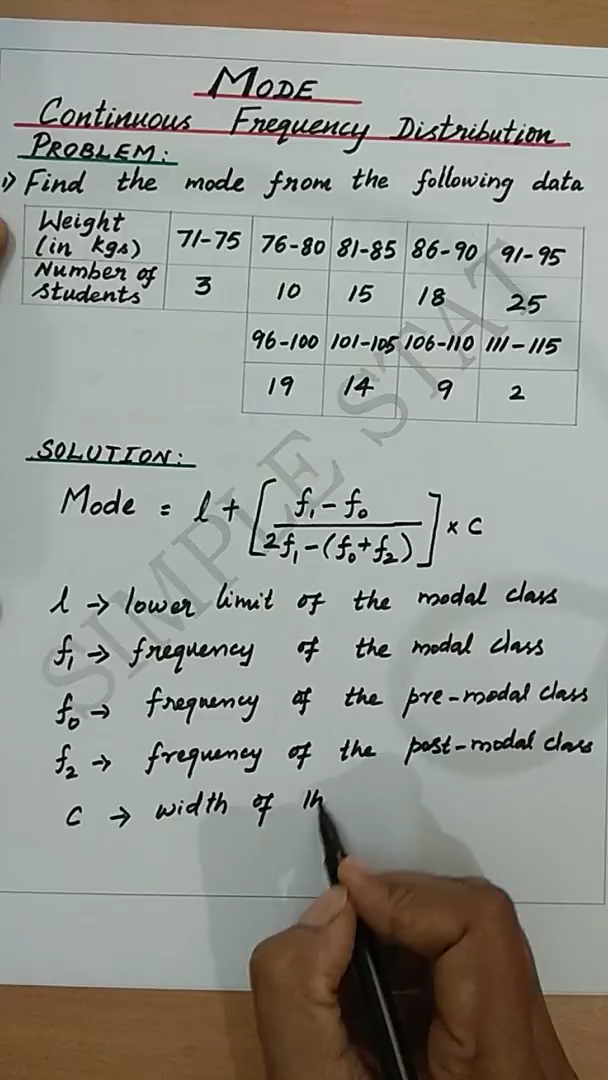 MODE
Continuous Frequency Distribution
PROBLEM:
1) Find the mode from the following data
Weight (in kgs) 71-75 76-80 81-85 86-90 91-95
Number of students 3 10 15 18 25
96-100 101-105 106-110 111-115
19 14 9 2
SOLUTION:
Mode = l + [f₁ - f₀ / 2f₁ - (f₀ + f₂)] × c
l → lower limit of the modal class
f₁ → frequency of the modal class
f₀ → frequency of the pre-modal class
f₂ → frequency of the post-modal class
c → width of th
SIMPLE STAT